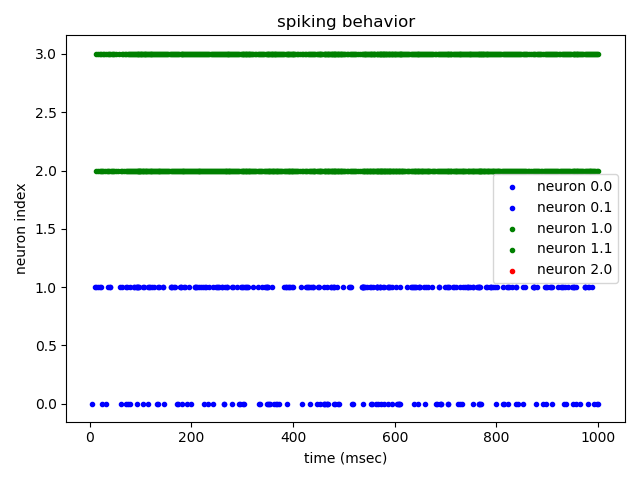 spiking behavior
3.0
2.5
2.0
1.5
1.0
0.5
0.0
neuron index
neuron 0.0
neuron 0.1
neuron 1.0
neuron 1.1
neuron 2.0
0 200 400 600 800 1000
time (msec)